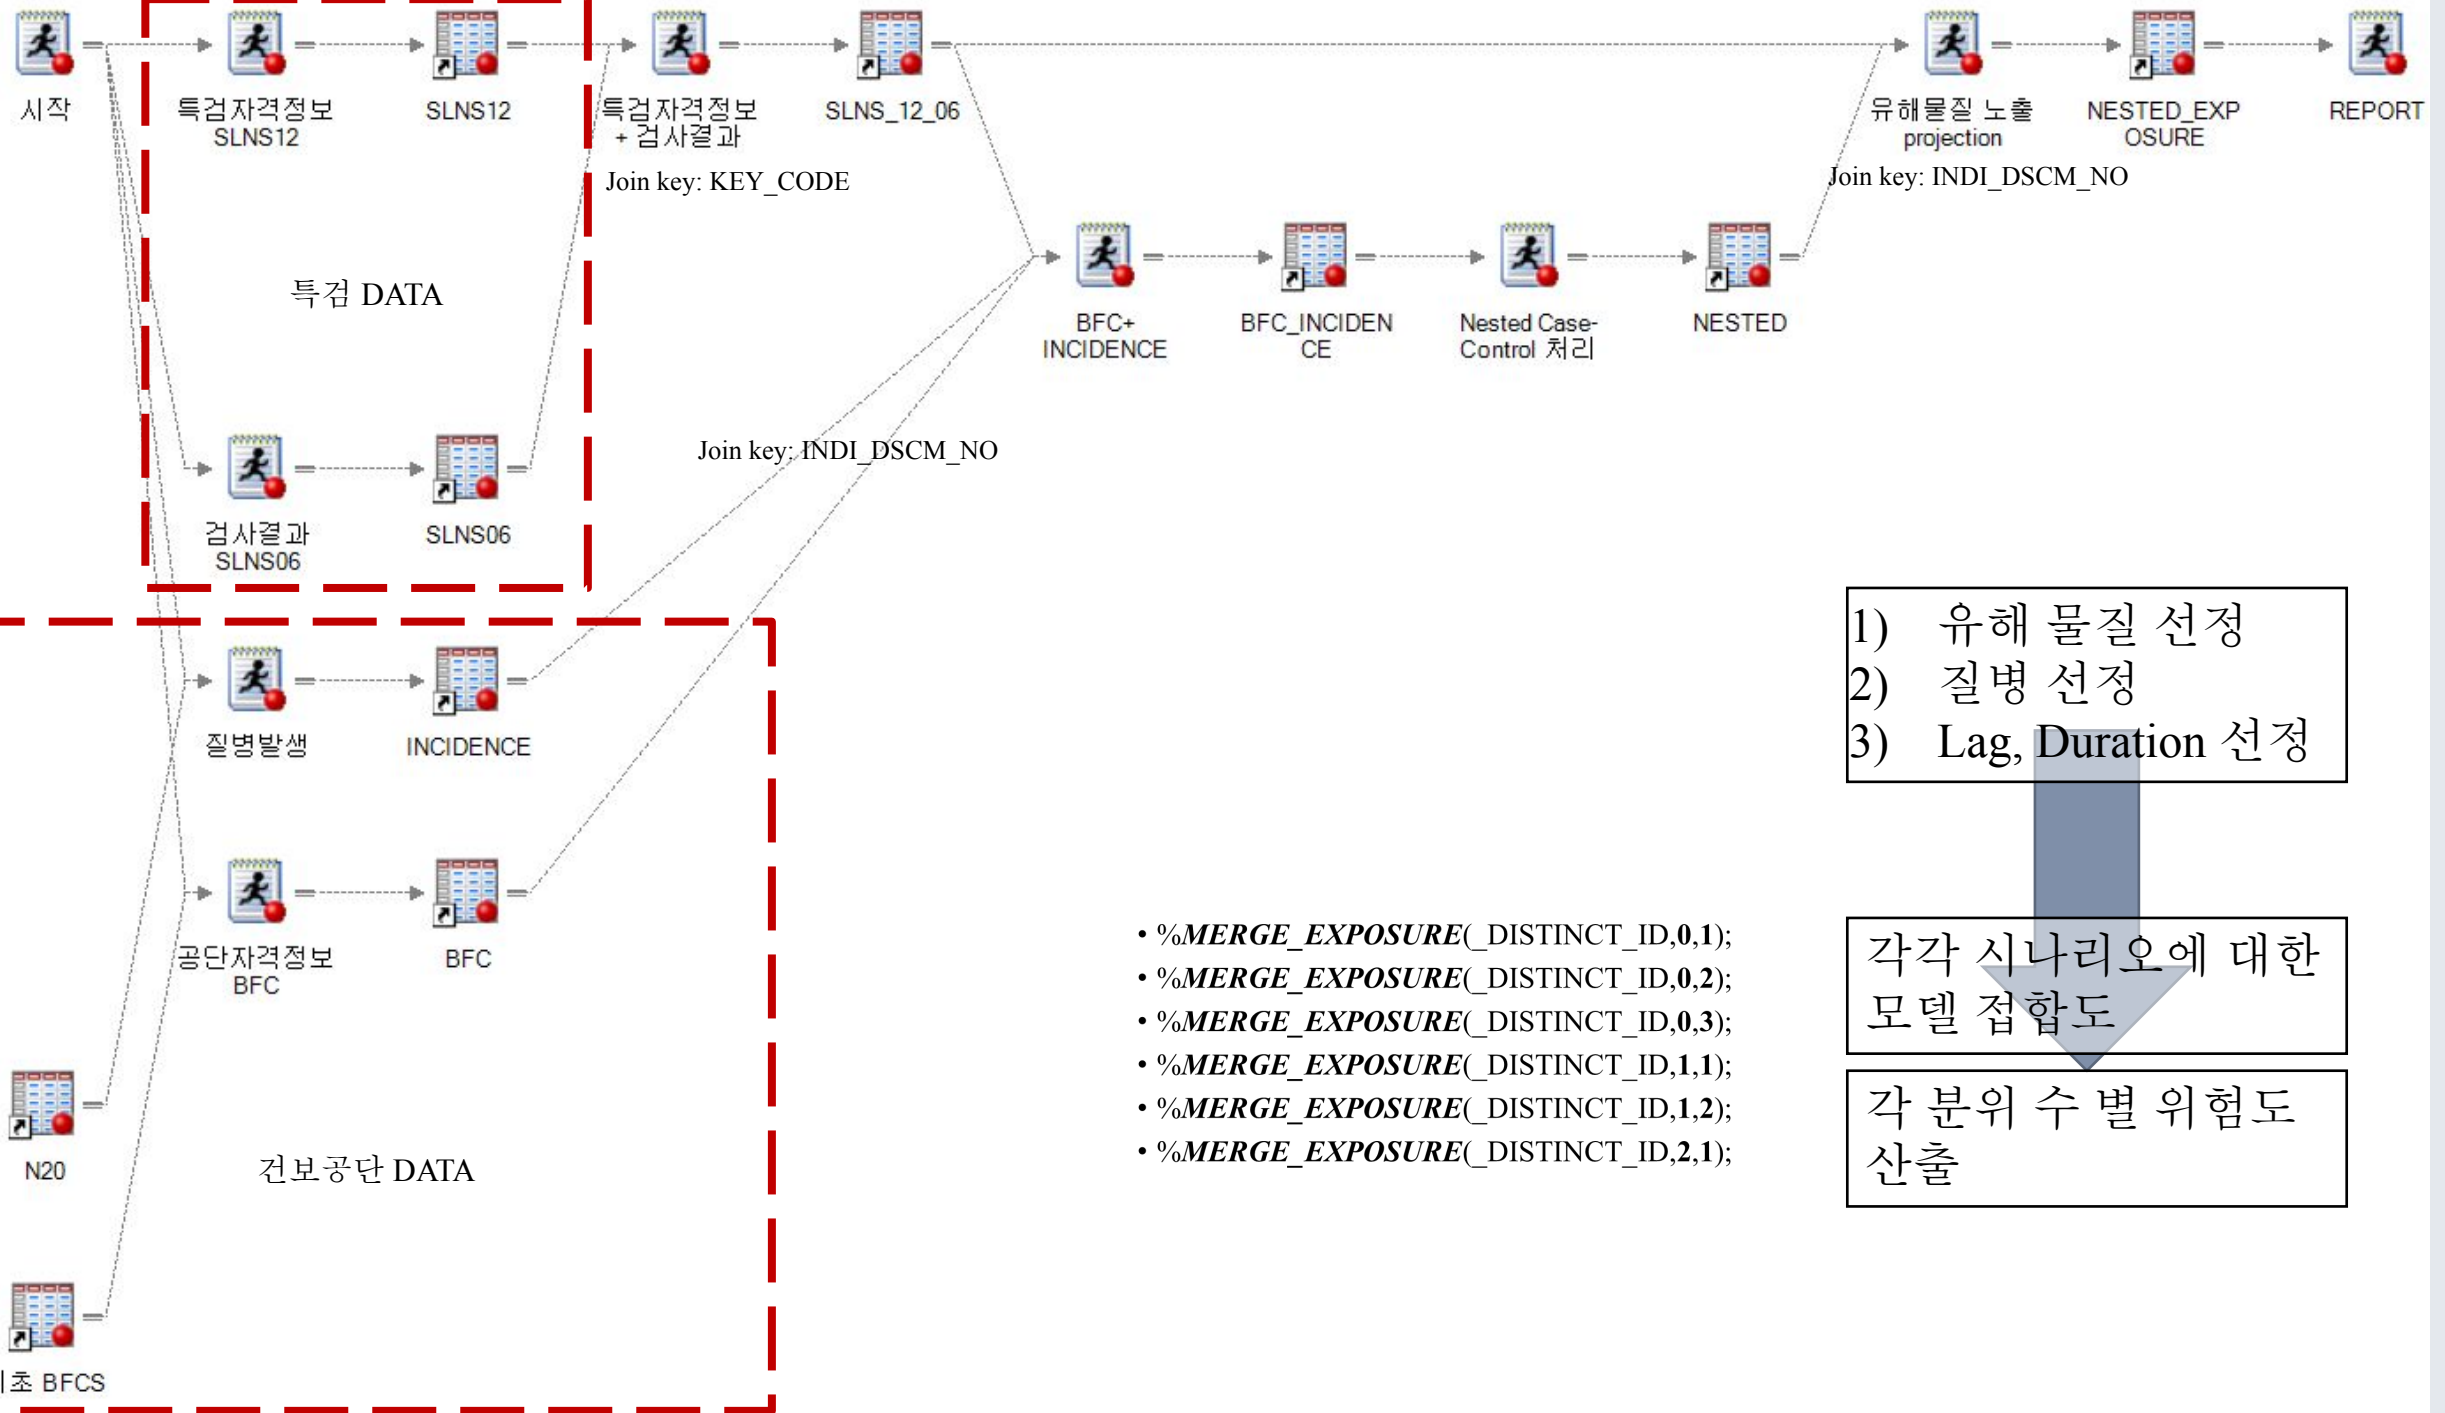 시작
특검자격정보
SLNS12
SLNS12
특검자격정보
+ 검사결과
SLNS_12_06
유해물질 노출
projection
NESTED_EXP
OSURE
REPORT
Join key: KEY_CODE
Join key: INDI_DSCM_NO
특검 DATA
BFC+
INCIDENCE
BFC_INCIDEN
CE
Nested Case-
Control 처리
NESTED
Join key: INDI_DSCM_NO
검사결과
SLNS06
SLNS06
질병발생
INCIDENCE
1) 유해 물질 선정
2) 질병 선정
3) Lag, Duration 선정
공단자격정보
BFC
BFC
• %MERGE_EXPOSURE(_DISTINCT_ID,0,1);
• %MERGE_EXPOSURE(_DISTINCT_ID,0,2);
• %MERGE_EXPOSURE(_DISTINCT_ID,0,3);
• %MERGE_EXPOSURE(_DISTINCT_ID,1,1);
• %MERGE_EXPOSURE(_DISTINCT_ID,1,2);
• %MERGE_EXPOSURE(_DISTINCT_ID,2,1);
각각 시나리오에 대한
모델 접합도
각 분위 수 별 위험도
산출
N20
건보공단 DATA
초 BFCS